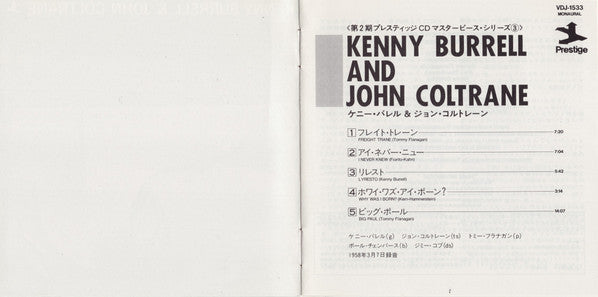 VDJ-1533
MONAURAL
Prestige
〈第2期プレスティッジCDマスターピース・シリーズ③〉
KENNY BURRELL
AND
JOHN COLTRANE
ケニー・バレル & ジョン・コルトレーン
1 フレイト・トレーン 7:20
FREIGHT TRANE (Tommy Flanagan)
2 アイ・ネバー・ニュー 7:04
I NEVER KNEW (Fiorito-Kahn)
3 リレスト 5:43
LYRESTO (Kenny Burrell)
4 ホワイ・ワズ・アイ・ボーン? 3:14
WHY WAS I BORN? (Kern-Hammerstein)
5 ビッグ・ポール 14:07
BIG PAUL (Tommy Flanagan)
ケニー・バレル(g) ジョン・コルトレーン(ts) トミー・フラナガン(p)
ポール・チェンバース(b) ジミー・コブ(ds)
1958年3月7日録音